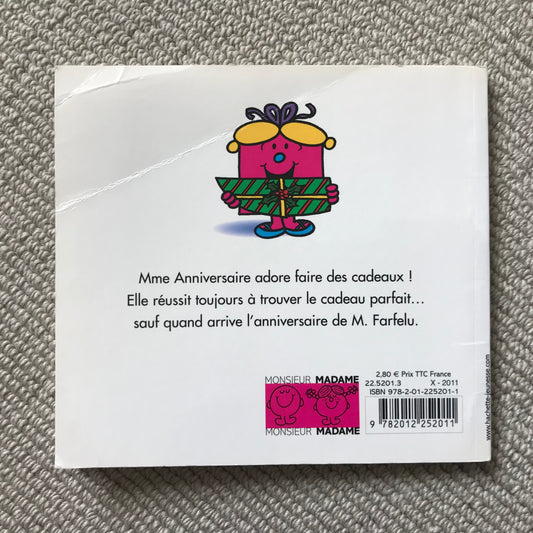 Mme Anniversaire adore faire des cadeaux !
Elle réussit toujours à trouver le cadeau parfait…
sauf quand arrive l'anniversaire de M. Farfelu.
MONSIEUR MADAME
MONSIEUR MADAME
2,80 € Prix TTC France
22.5201.3 X - 2011
ISBN 978-2-01-225201-1
9 782012 252011
www.hachette-jeunesse.com